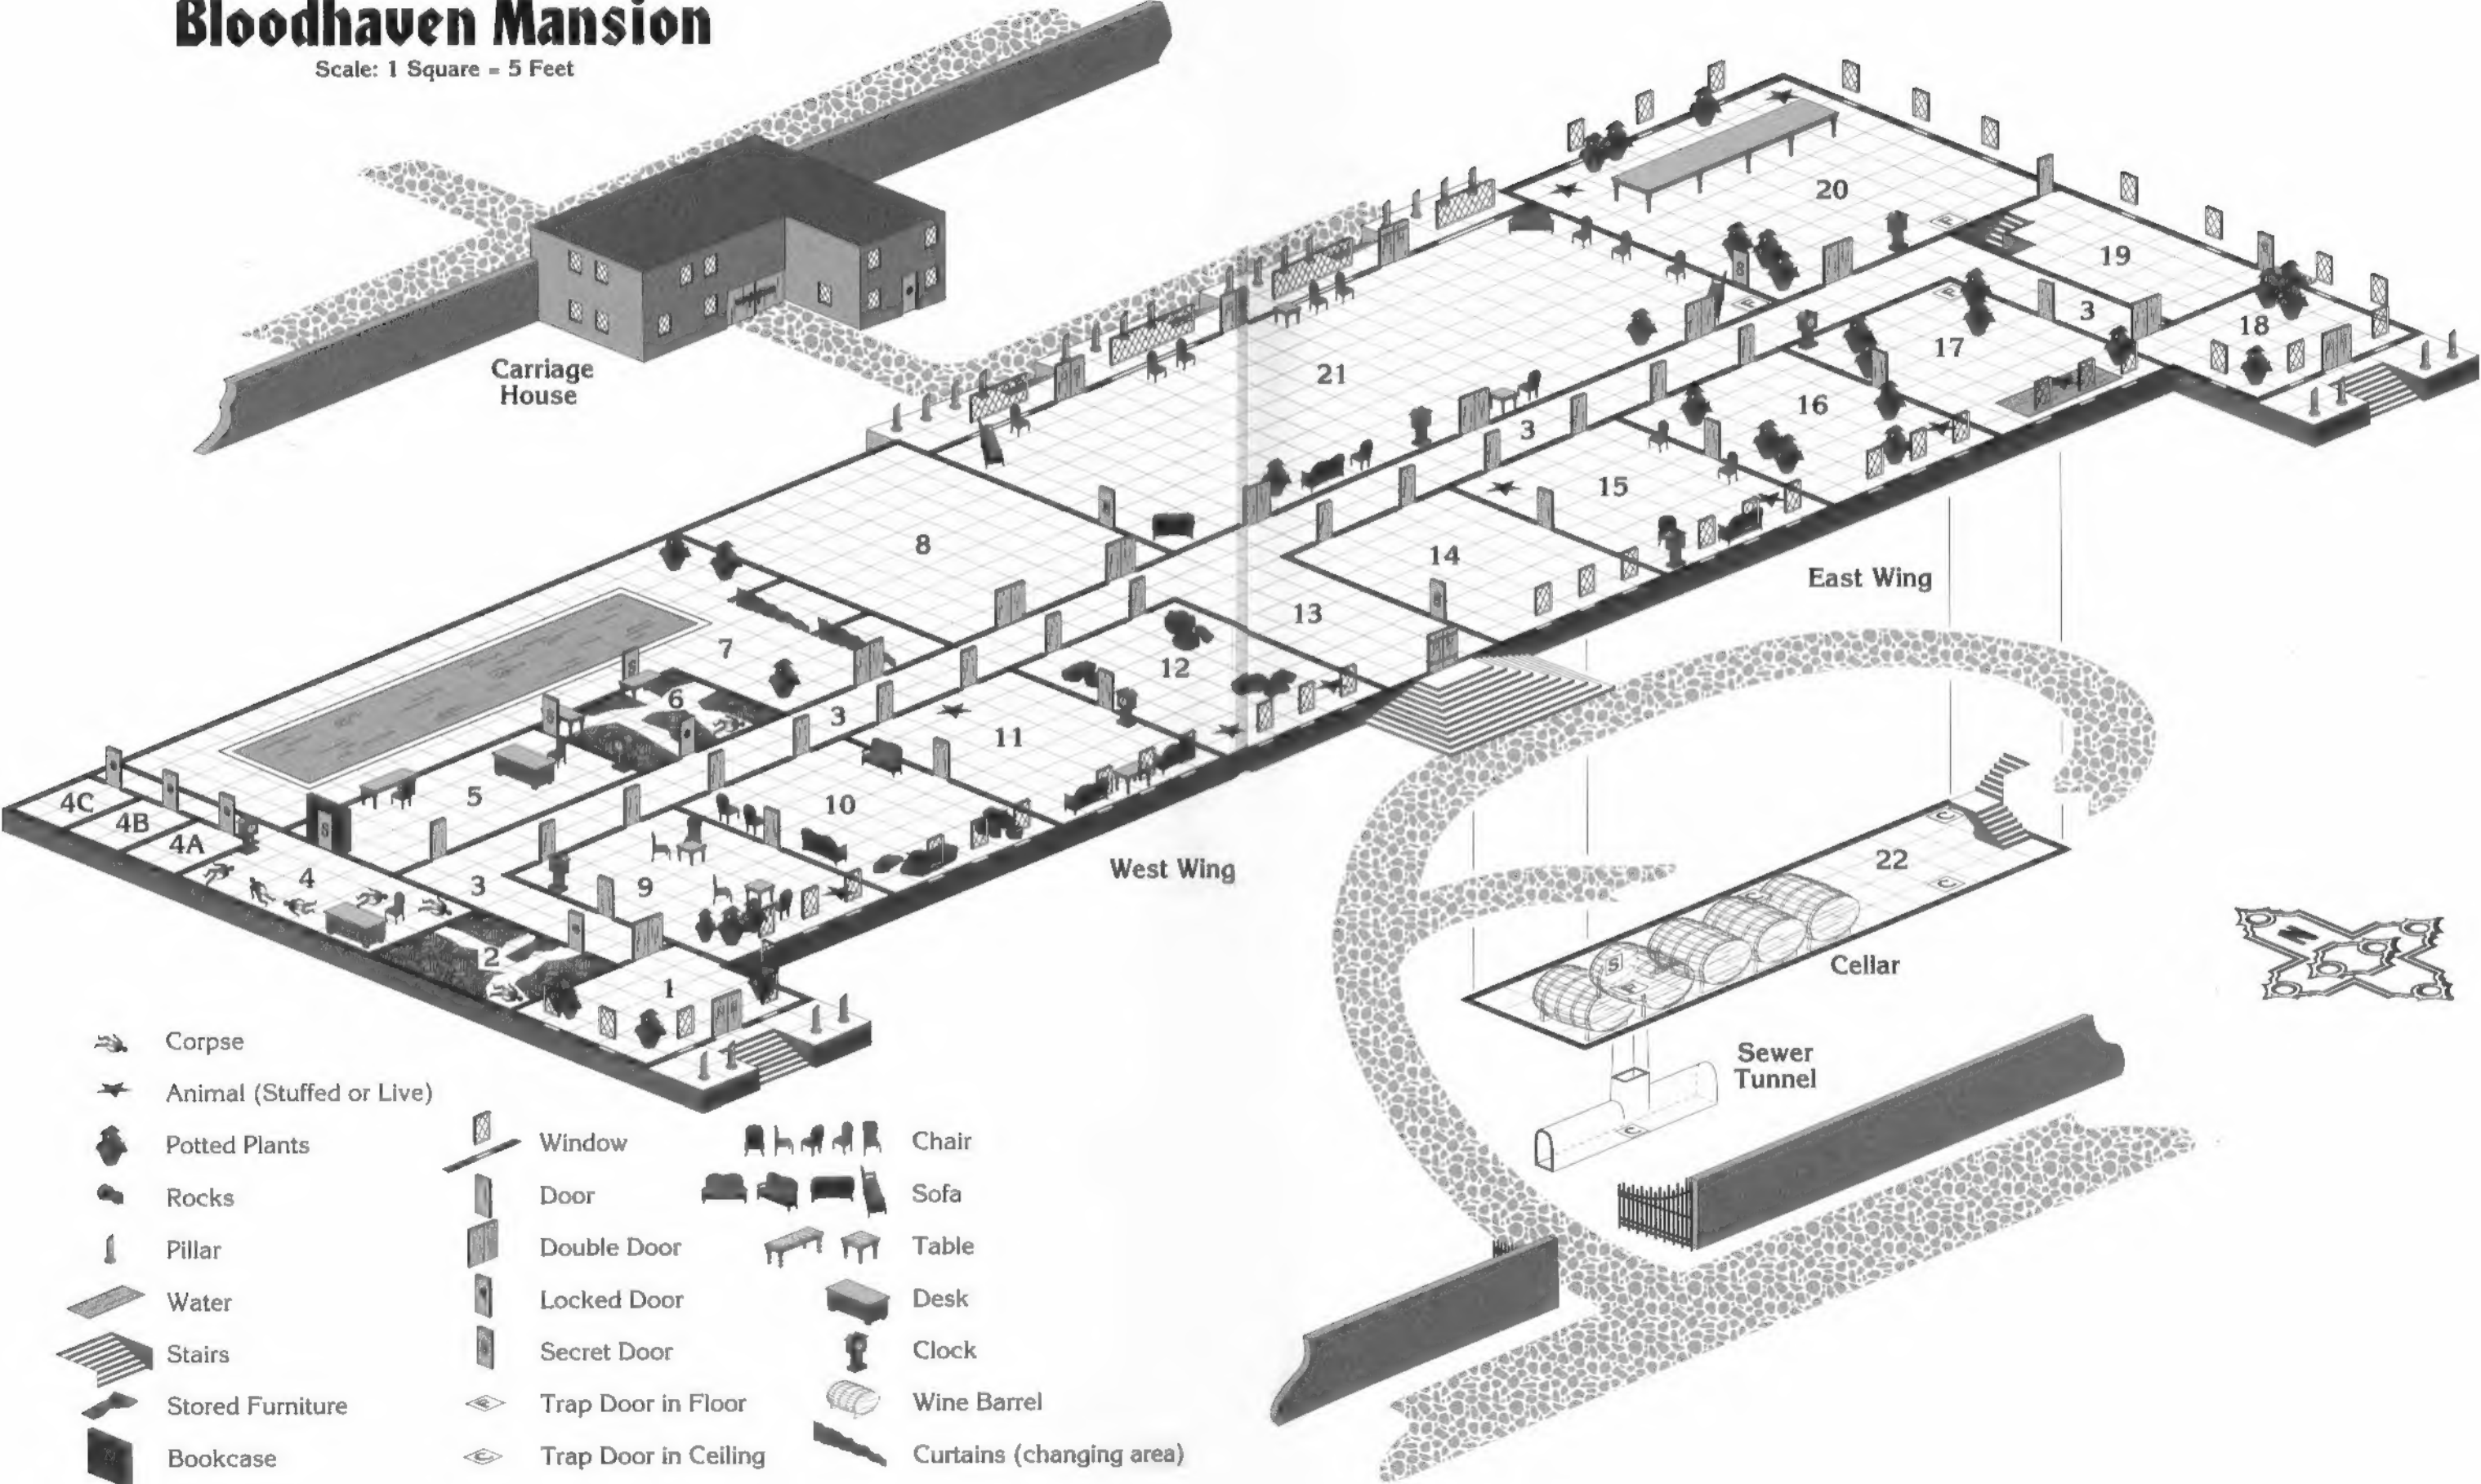 Bloodhaven Mansion
Scale: 1 Square = 5 Feet
Carriage
House
20
19
3
18
17
21
16
3
15
8
14
East Wing
13
7
12
6
3
11
5
4C
4B
4A
10
West Wing
22
4
3
9
Cellar
2
1
N
Sewer
Tunnel
F
F
F
S
S
S
S
S
C
C
C
S
F
C
Corpse
Animal (Stuffed or Live)
Potted Plants
Rocks
Pillar
Water
Stairs
Stored Furniture
Bookcase
Window
Door
Double Door
Locked Door
Secret Door
F
Trap Door in Floor
C
Trap Door in Ceiling
Chair
Sofa
Table
Desk
Clock
Wine Barrel
Curtains (changing area)